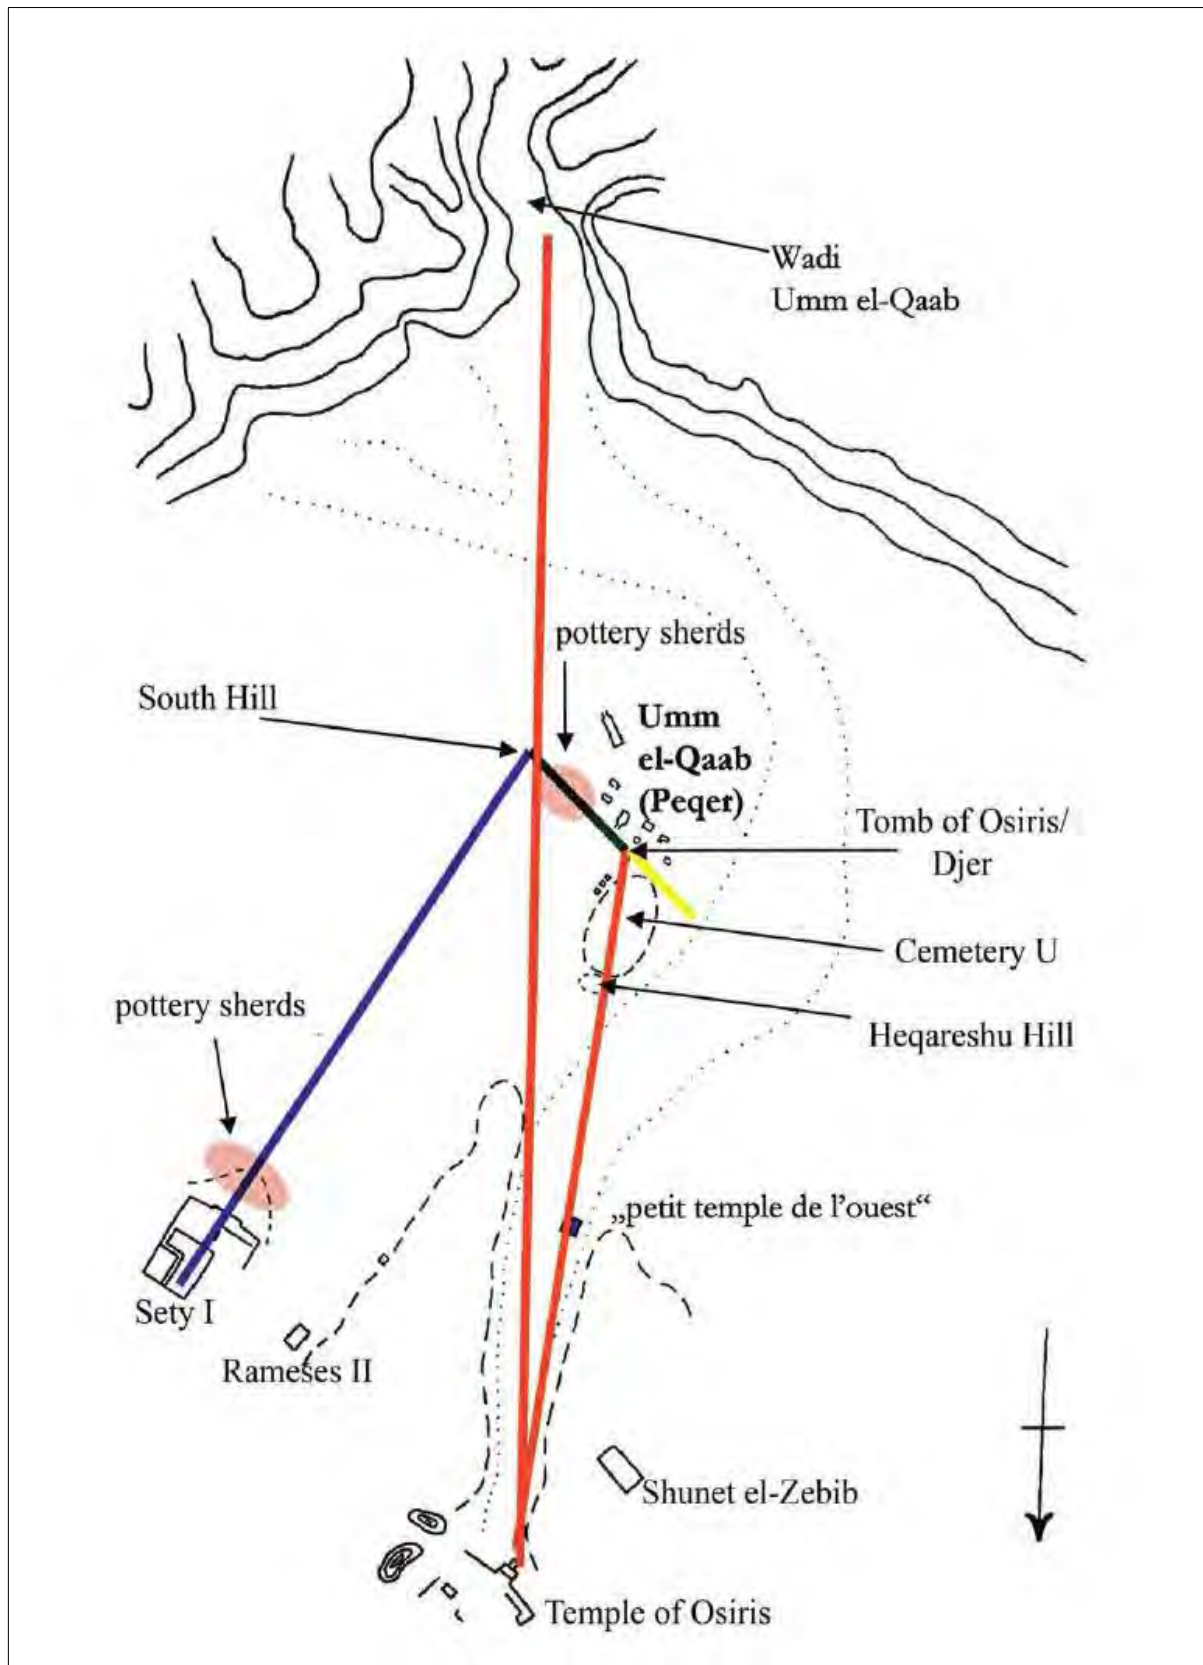 Wadi
Umm el-Qaab
pottery sherds
South Hill
Umm
el-Qaab
(Peqer)
Tomb of Osiris/
Djer
Cemetery U
pottery sherds
Heqareshu Hill
„petit temple de l'ouest“
Sety I
Rameses II
Shunet el-Zebib
Temple of Osiris